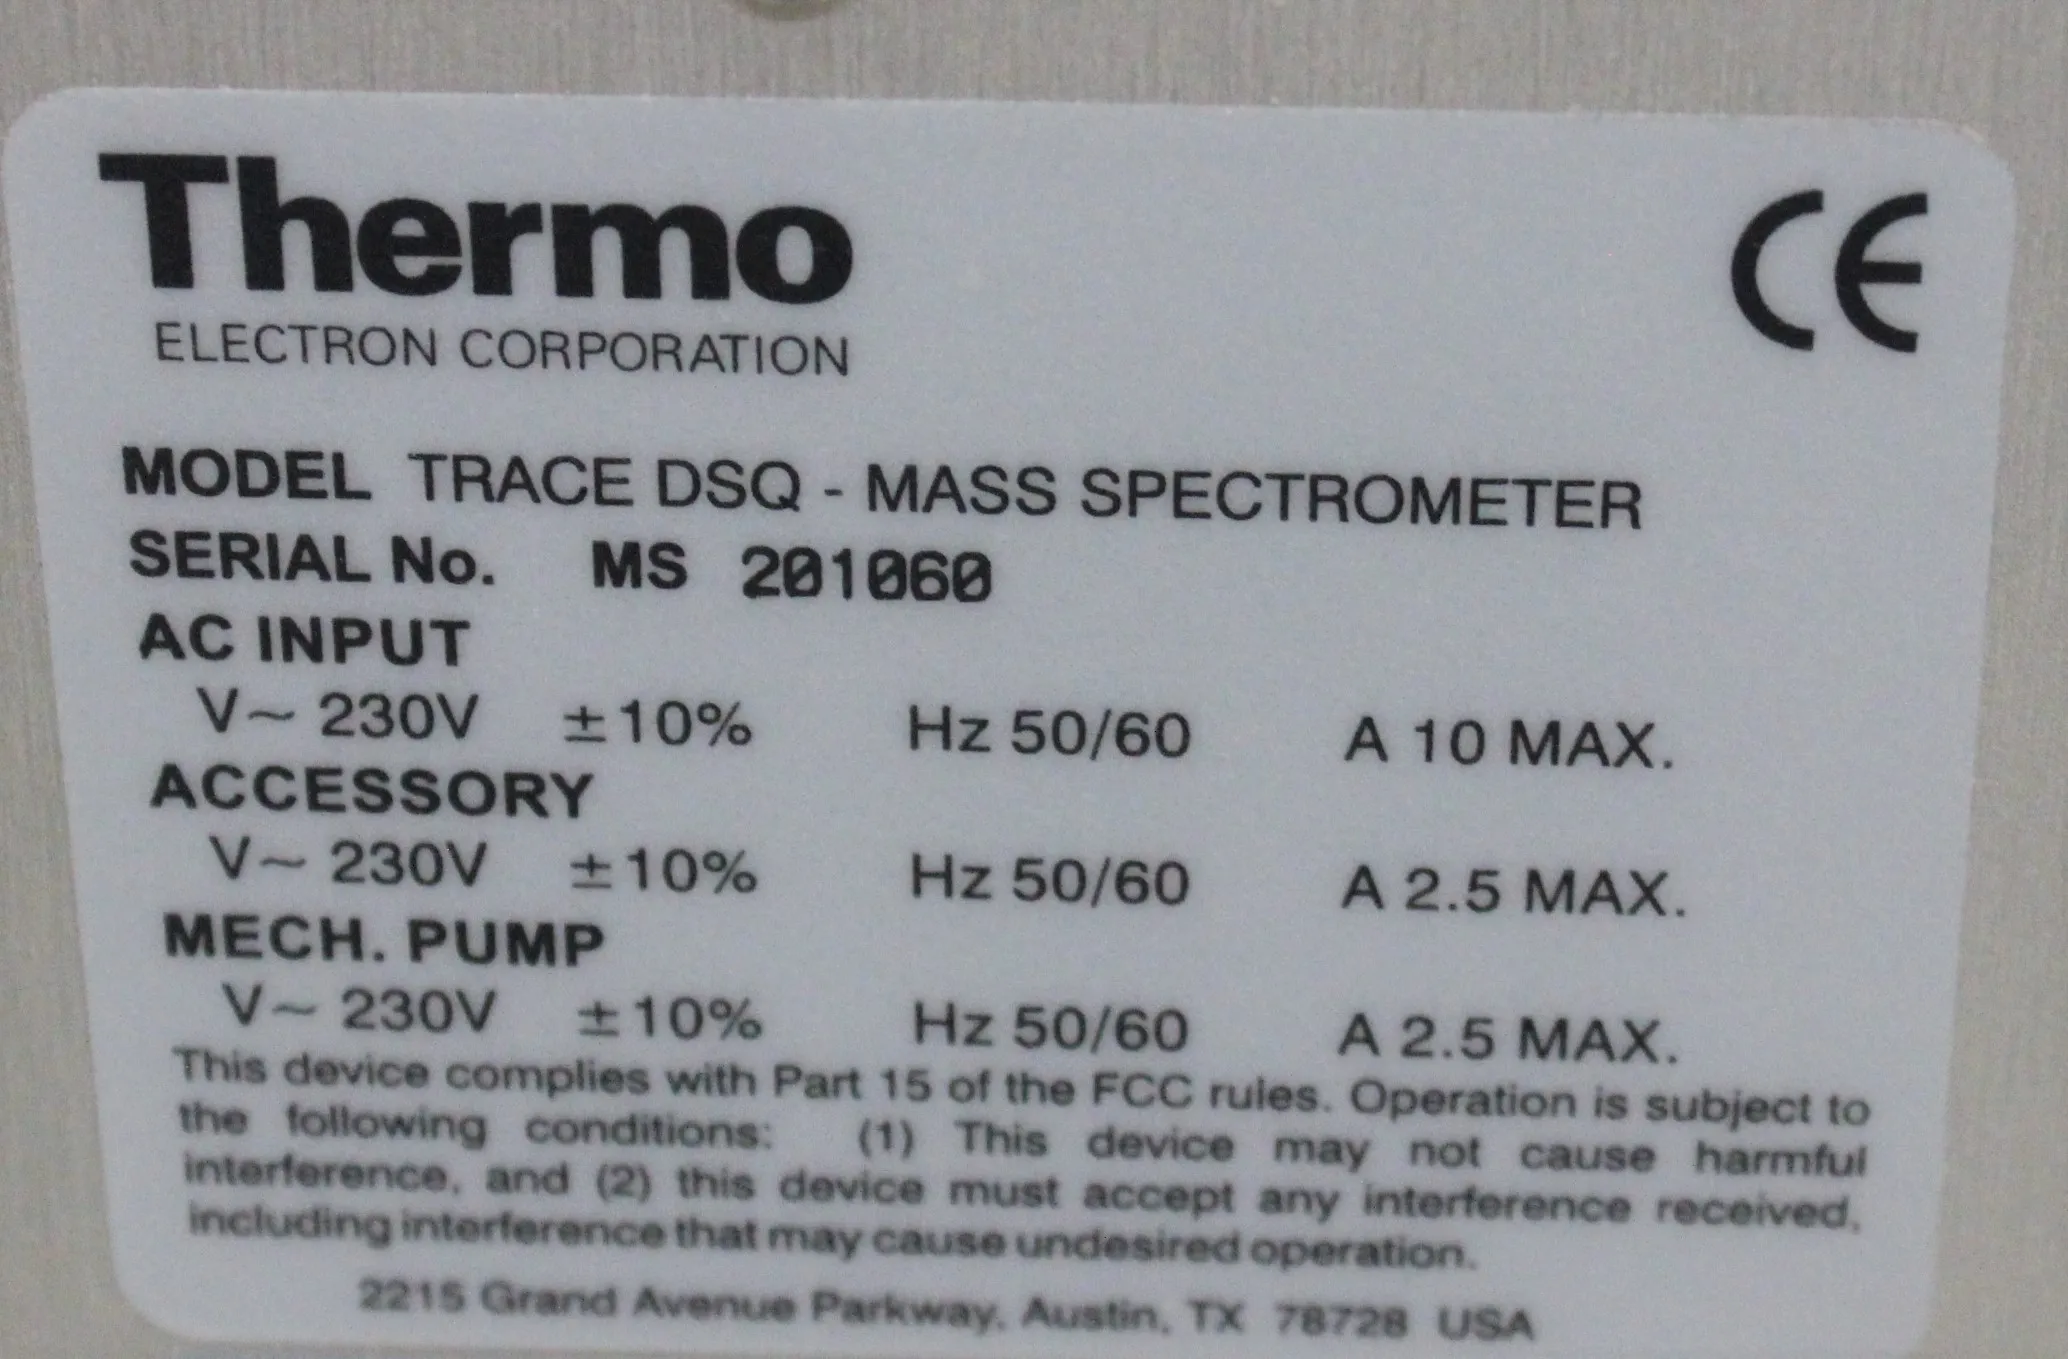 Thermo
ELECTRON CORPORATION
CE
MODEL TRACE DSQ - MASS SPECTROMETER
SERIAL No. MS 201060
AC INPUT
V~ 230V ±10% Hz 50/60 A 10 MAX.
ACCESSORY
V~ 230V ±10% Hz 50/60 A 2.5 MAX.
MECH. PUMP
V~ 230V ±10% Hz 50/60 A 2.5 MAX.
This device complies with Part 15 of the FCC rules. Operation is subject to
the following conditions: (1) This device may not cause harmful
interference, and (2) this device must accept any interference received,
including interference that may cause undesired operation.
2215 Grand Avenue Parkway, Austin, TX 78728 USA